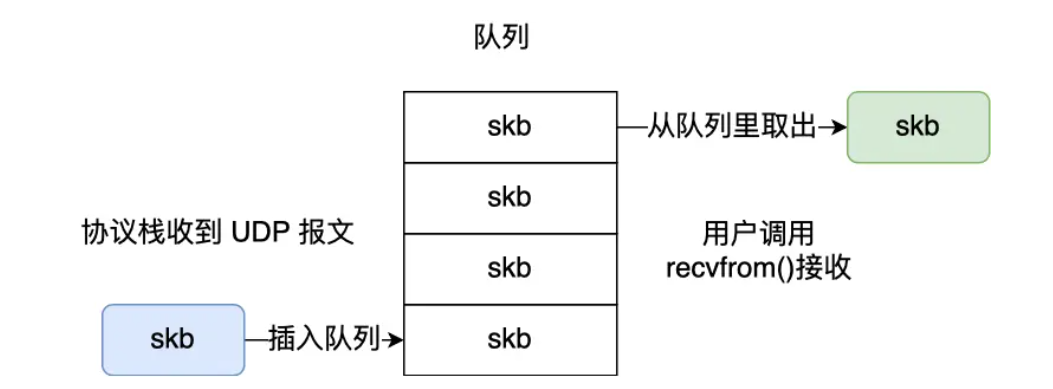 队列
skb
从队列里取出
skb
skb
协议栈收到 UDP 报文
用户调用
recvfrom()接收
skb
skb
插入队列
skb